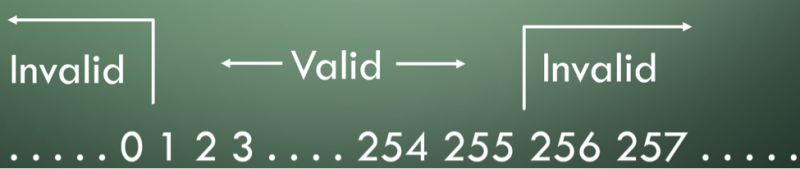 Invalid Valid Invalid
. . . . . 0 1 2 3 . . . . 254 255 256 257 . . . . .